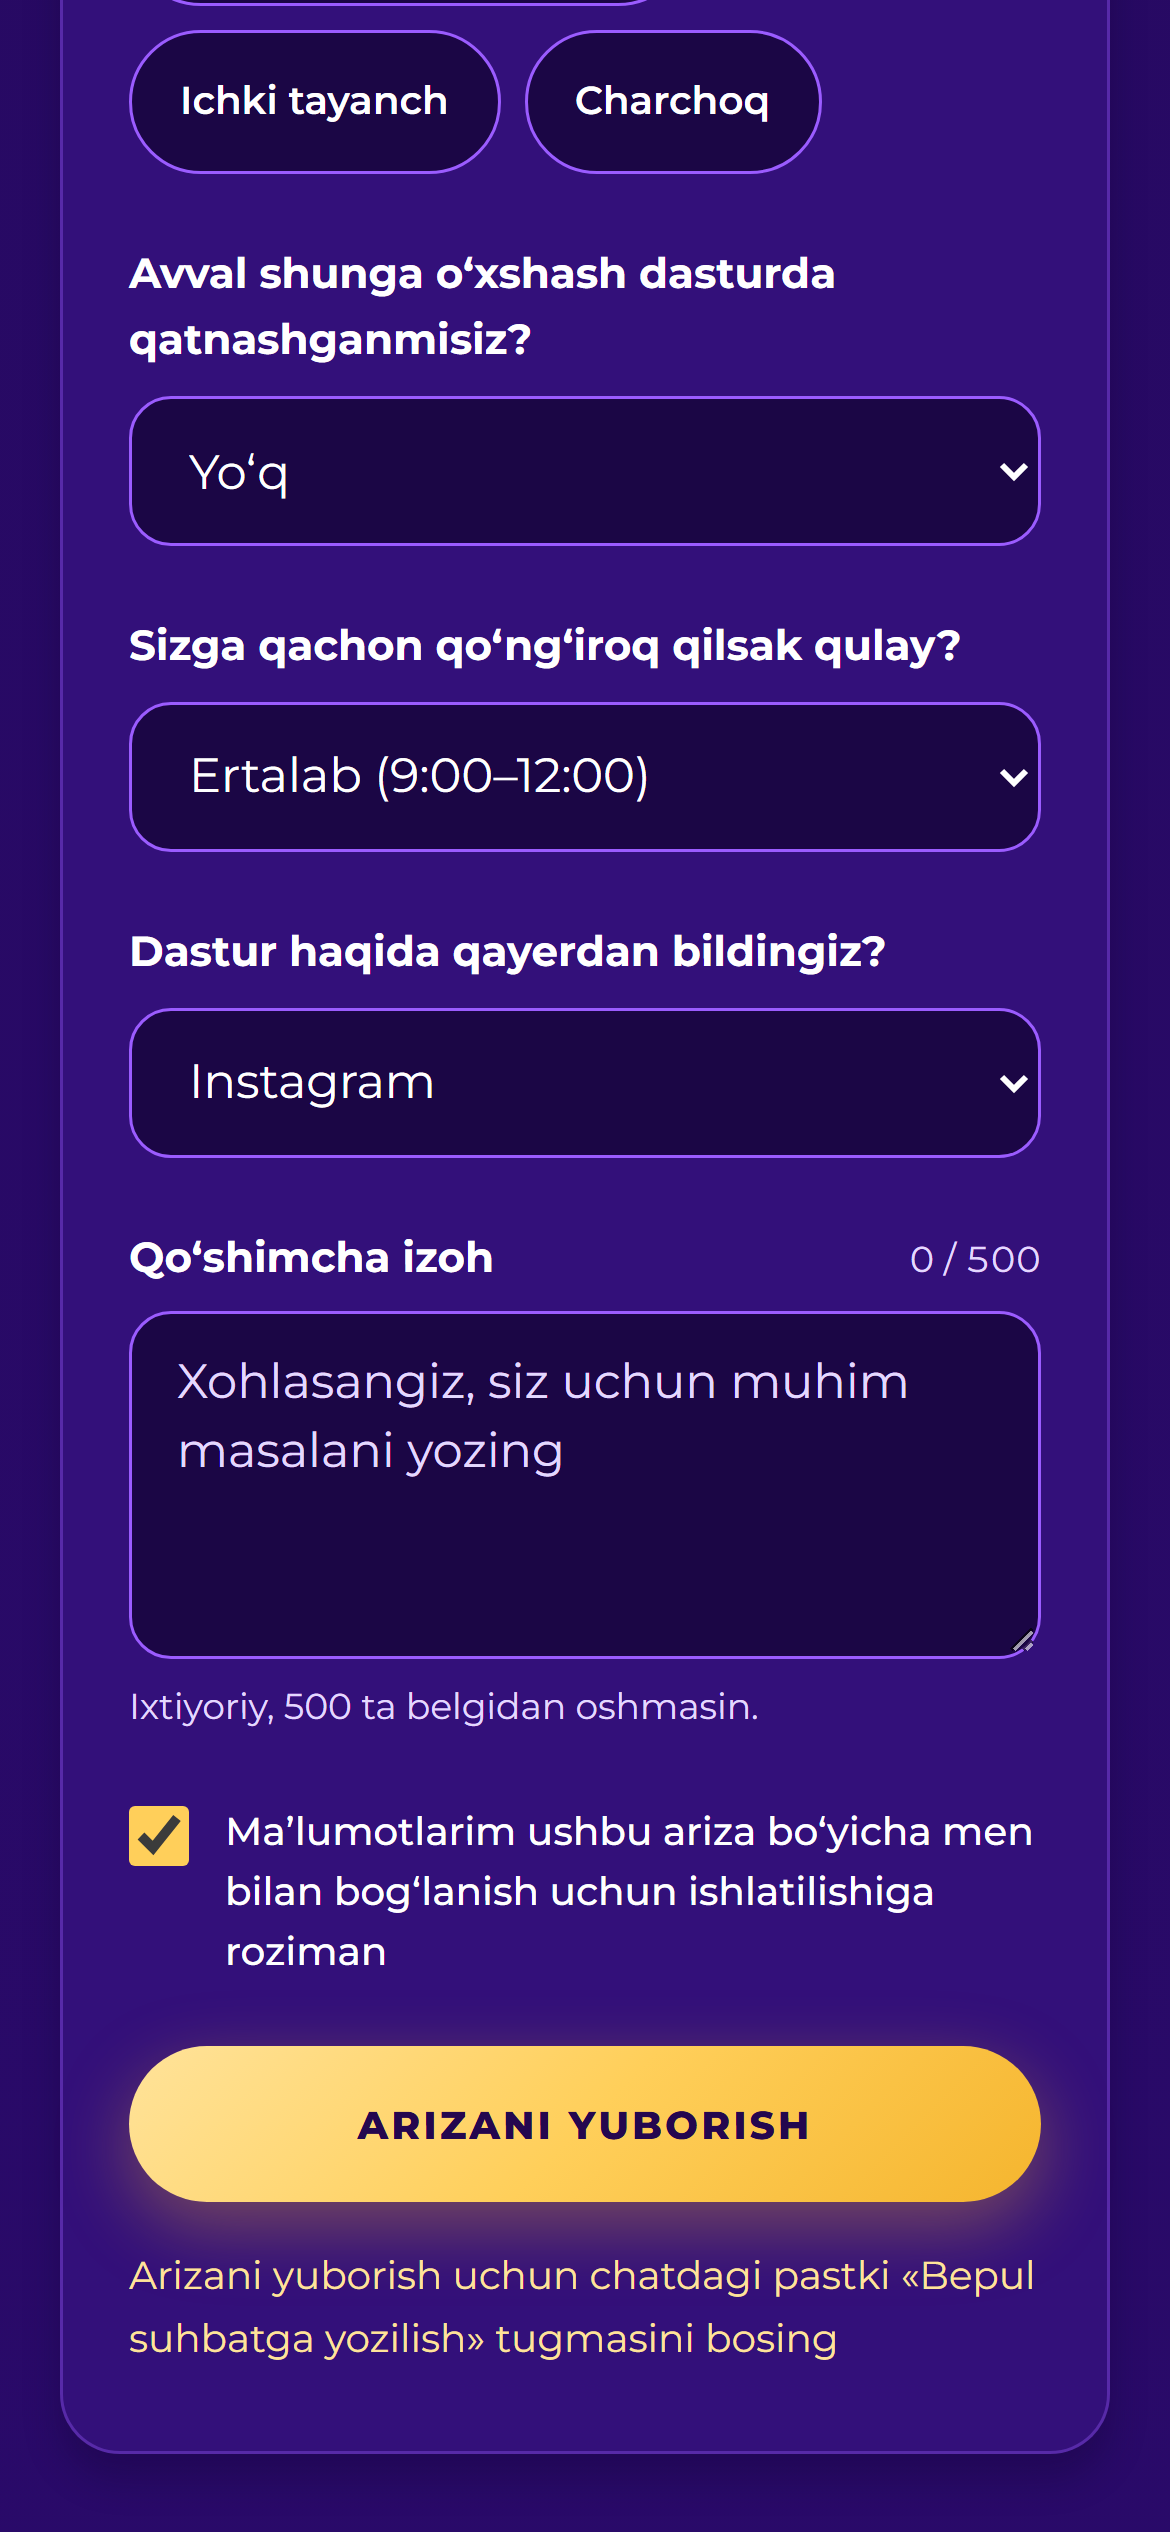 Ichki tayanch
Charchoq
Avval shunga o‘xshash dasturda
qatnashganmisiz?
Yo‘q
Sizga qachon qo‘ng‘iroq qilsak qulay?
Ertalab (9:00–12:00)
Dastur haqida qayerdan bildingiz?
Instagram
Qo‘shimcha izoh
0 / 500
Xohlasangiz, siz uchun muhim
masalani yozing
Ixtiyoriy, 500 ta belgidan oshmasin.
Ma’lumotlarim ushbu ariza bo‘yicha men
bilan bog‘lanish uchun ishlatilishiga
roziman
ARIZANI YUBORISH
Arizani yuborish uchun chatdagi pastki «Bepul
suhbatga yozilish» tugmasini bosing